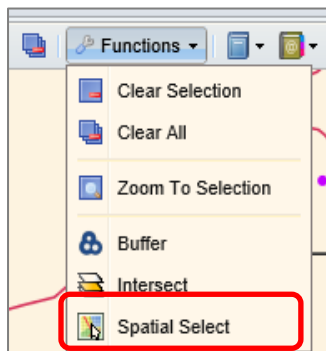 Functions
Clear Selection
Clear All
Zoom To Selection
Buffer
Intersect
Spatial Select